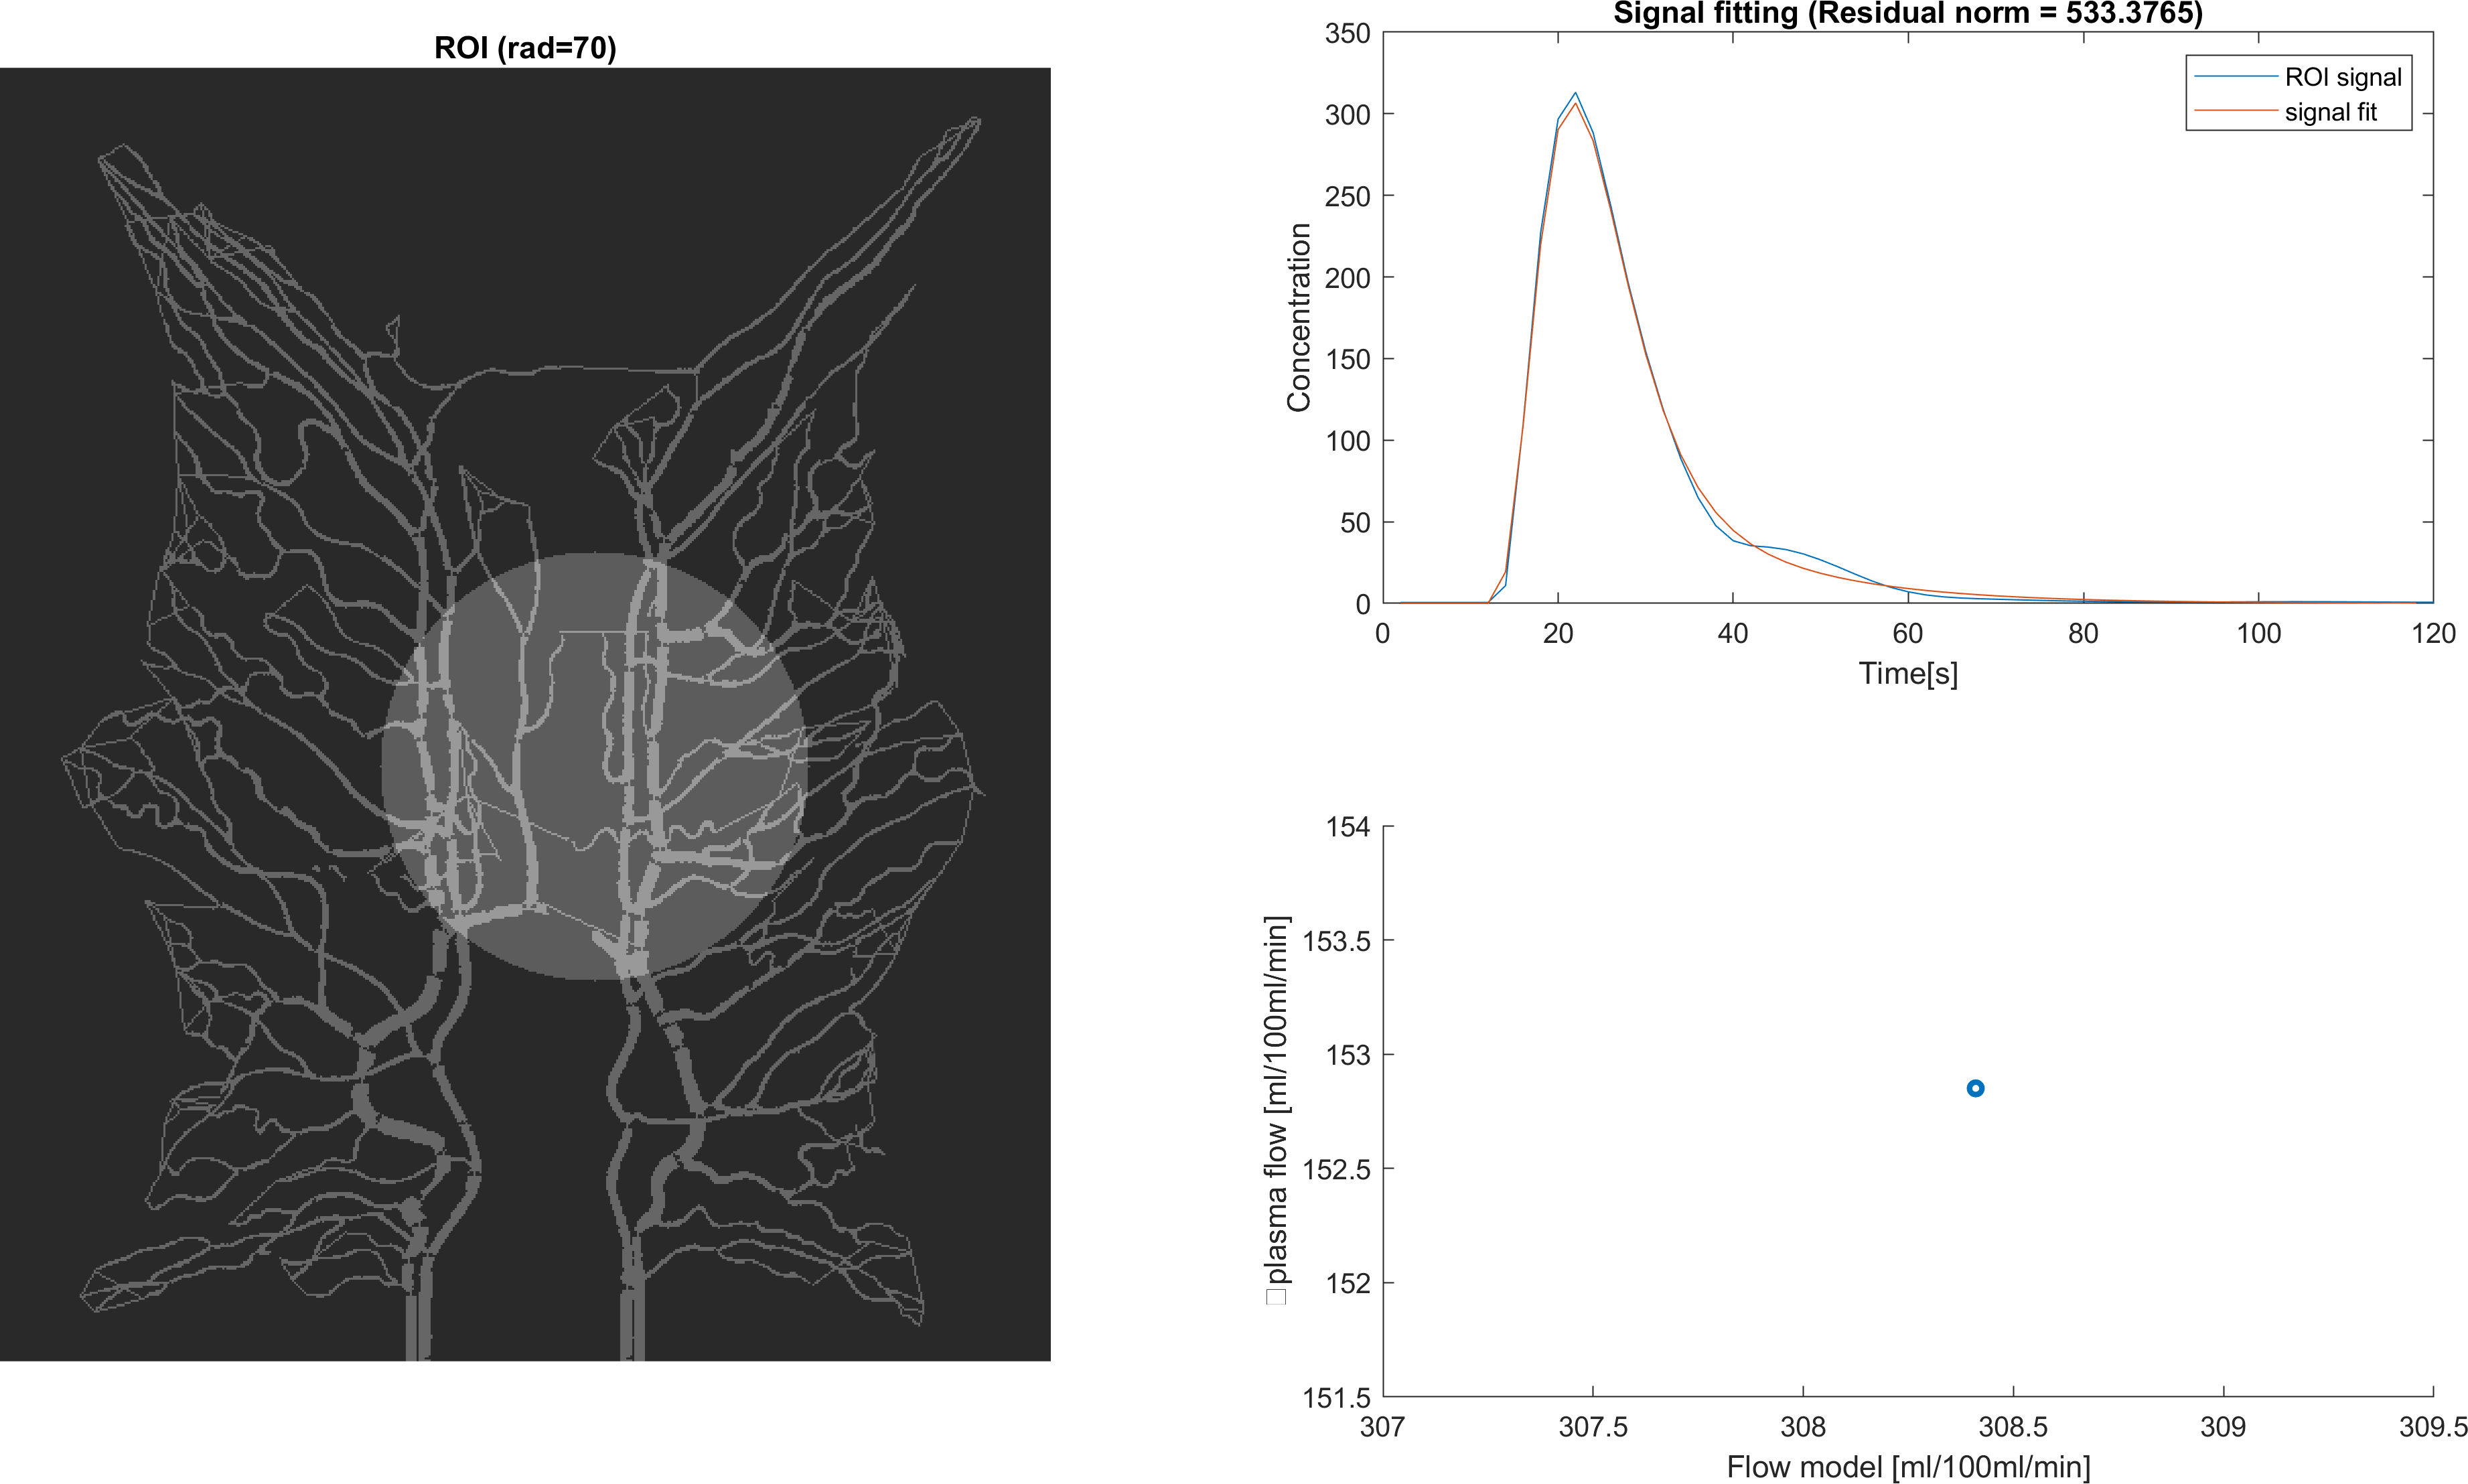 ROI (rad=70)
Signal fitting (Residual norm = 533.3765)
350
300
250
200
150
100
50
0
Concentration
ROI signal
signal fit
0 20 40 60 80 100 120
Time[s]
154
153.5
153
152.5
152
151.5
□plasma flow [ml/100ml/min]
307 307.5 308 308.5 309 309.5
Flow model [ml/100ml/min]